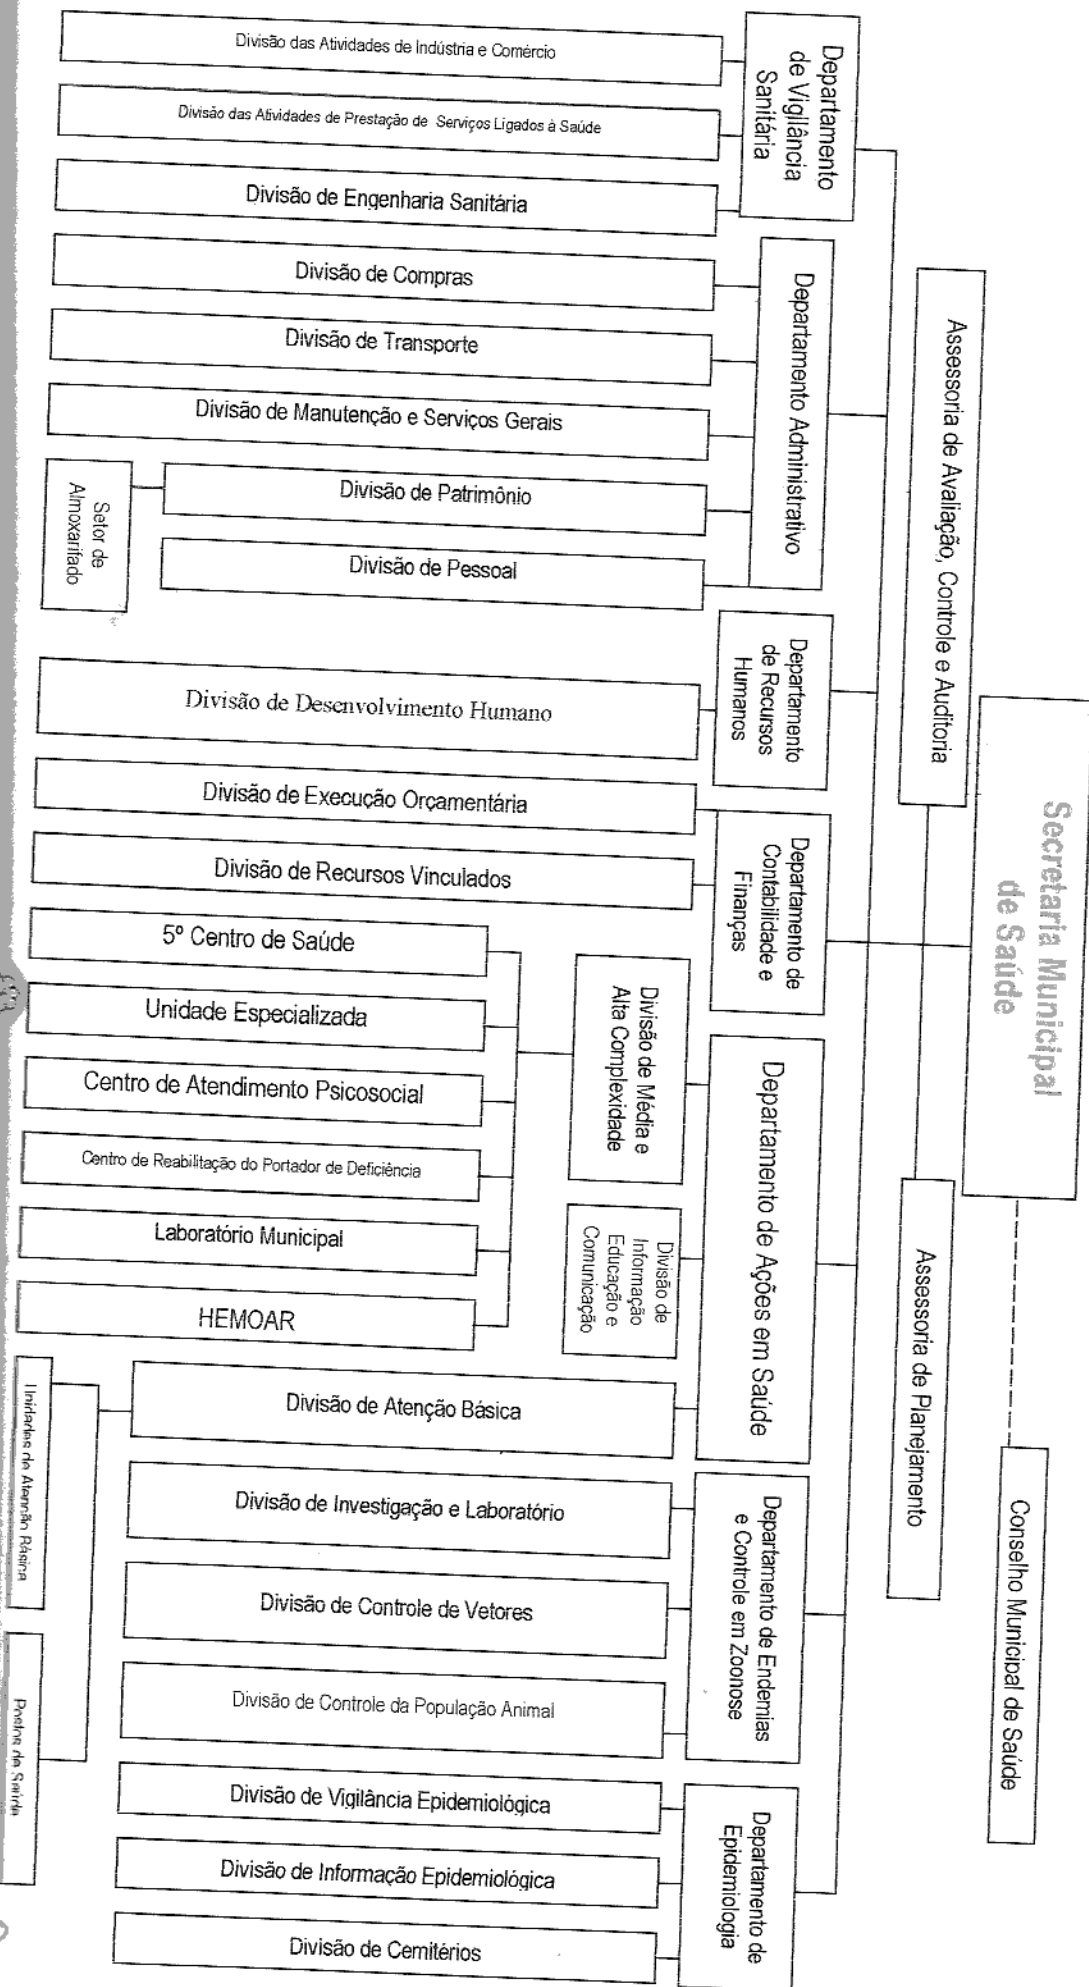 Secretaria Municipal
de Saúde
Conselho Municipal de Saúde
Assessoria de Avaliação, Controle e Auditoria
Assessoria de Planejamento
Departamento
de Vigilância
Sanitária
Divisão das Atividades de Indústria e Comércio
Divisão das Atividades de Prestação de Serviços Ligados à Saúde
Divisão de Engenharia Sanitária
Departamento Administrativo
Divisão de Compras
Divisão de Transporte
Divisão de Manutenção e Serviços Gerais
Divisão de Patrimônio
Setor de
Almoxarifado
Divisão de Pessoal
Departamento
de Recursos
Humanos
Divisão de Desenvolvimento Humano
Departamento de
Contabilidade e
Finanças
Divisão de Execução Orçamentária
Divisão de Recursos Vinculados
Departamento de Ações em Saúde
Divisão de Média e
Alta Complexidade
5º Centro de Saúde
Unidade Especializada
Centro de Atendimento Psicosocial
Centro de Reabilitação do Portador de Deficiência
Laboratório Municipal
HEMOAR
Divisão de
Informação
Educação e
Comunicação
Divisão de Atenção Básica
Unidades de Atenção Básica
Postos de Saúde
Departamento de Endemias
e Controle em Zoonose
Divisão de Investigação e Laboratório
Divisão de Controle de Vetores
Divisão de Controle da População Animal
Departamento de
Epidemiologia
Divisão de Vigilância Epidemiológica
Divisão de Informação Epidemiológica
Divisão de Cemitérios